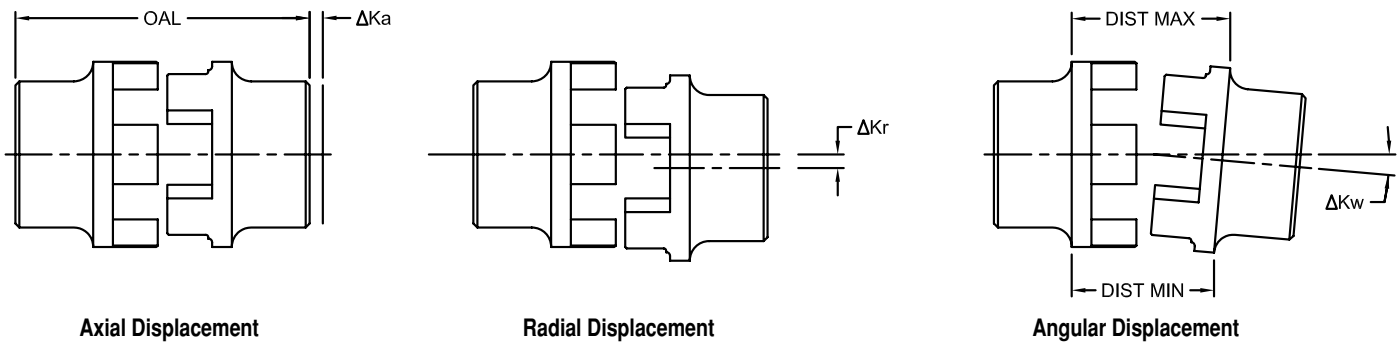 OAL
ΔKa
ΔKr
DIST MAX
ΔKw
DIST MIN
Axial Displacement
Radial Displacement
Angular Displacement